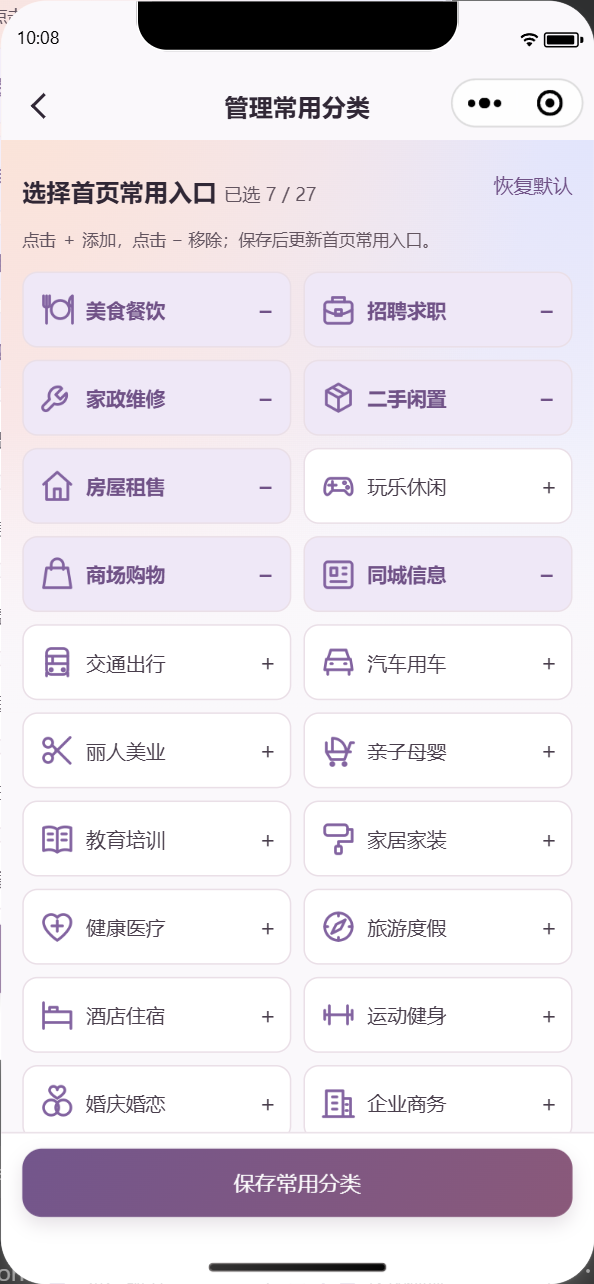 10:08
管理常用分类
选择首页常用入口 已选 7 / 27
恢复默认
点击 + 添加，点击 − 移除；保存后更新首页常用入口。
美食餐饮 −
招聘求职 −
家政维修 −
二手闲置 −
房屋租售 −
玩乐休闲 +
商场购物 −
同城信息 −
交通出行 +
汽车用车 +
丽人美业 +
亲子母婴 +
教育培训 +
家居家装 +
健康医疗 +
旅游度假 +
酒店住宿 +
运动健身 +
婚庆婚恋 +
企业商务 +
保存常用分类